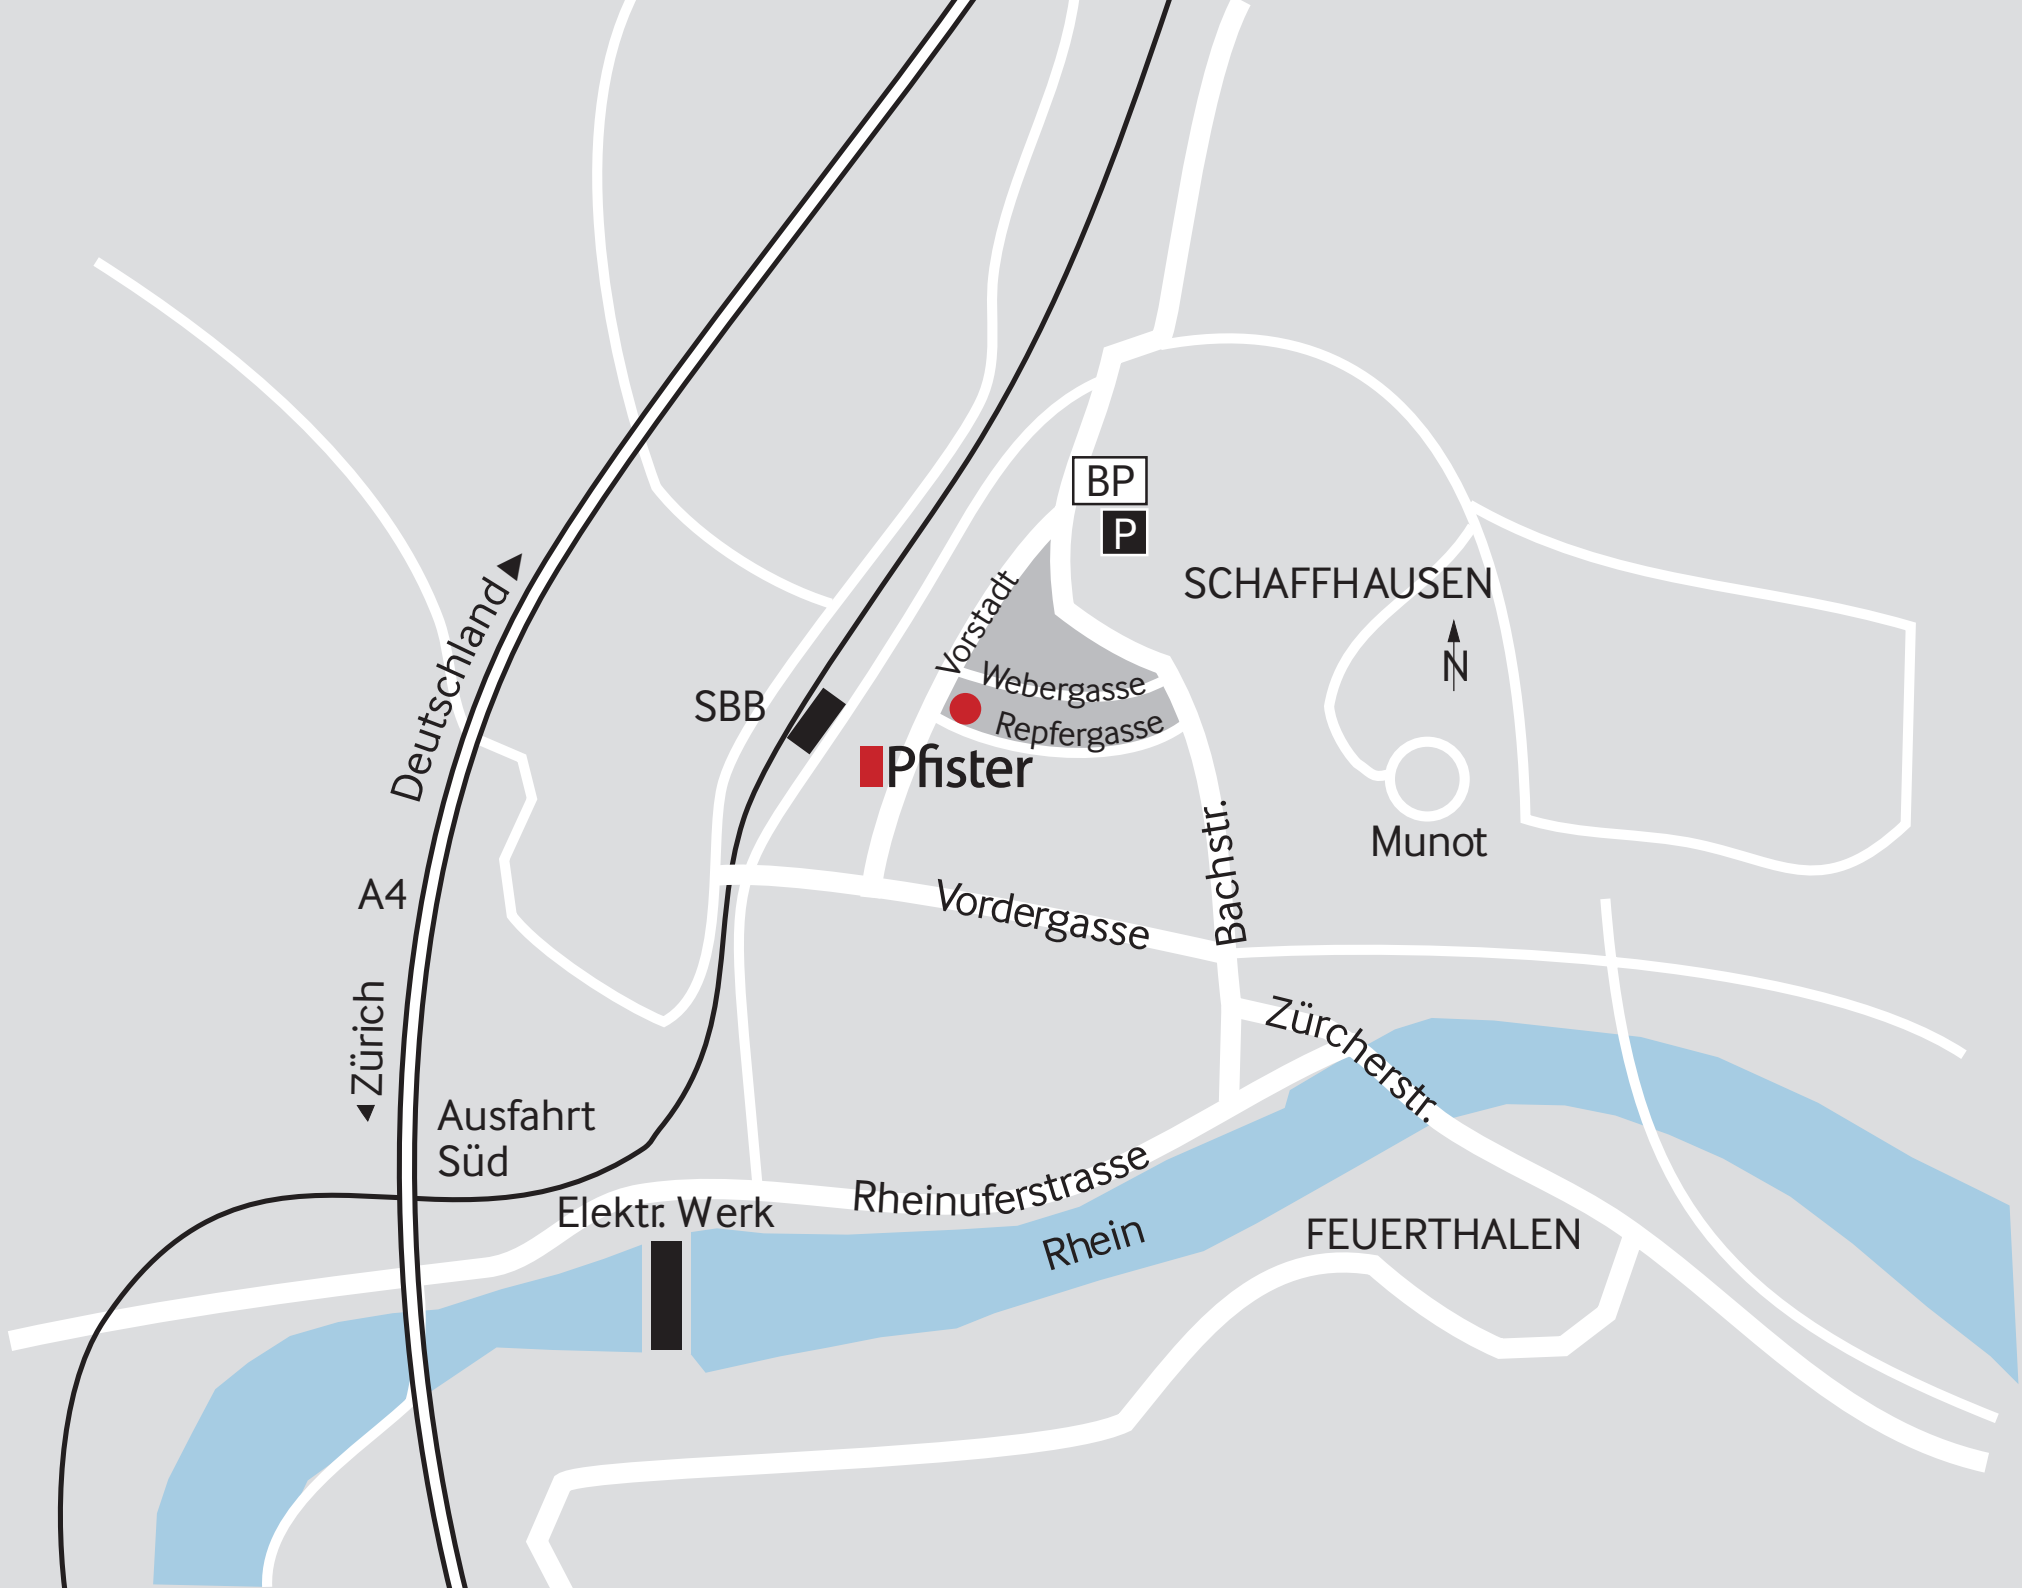 BP
P
SCHAFFHAUSEN
Deutschland
Vorstadt
N
Webergasse
SBB
Repfergasse
Pfister
Munot
Bachstr.
A4
Vordergasse
Zürich
Zürcherstr.
Ausfahrt
Süd
Rheinuferstrasse
Elektr. Werk
Rhein
FEUERTHALEN